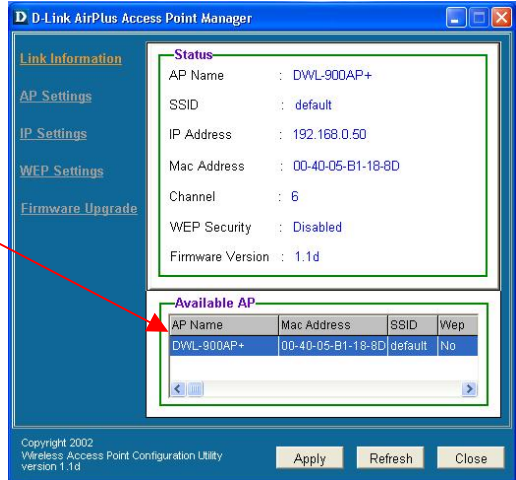 D D-Link AirPlus Access Point Manager
Link Information
AP Settings
IP Settings
WEP Settings
Firmware Upgrade
Status
AP Name : DWL-900AP+
SSID : default
IP Address : 192.168.0.50
Mac Address : 00-40-05-B1-18-8D
Channel : 6
WEP Security : Disabled
Firmware Version : 1.1d
Available AP
AP Name Mac Address SSID Wep
DWL-900AP+ 00-40-05-B1-18-8D default No
Copyright 2002
Wireless Access Point Configuration Utility
version 1.1d
Apply Refresh Close